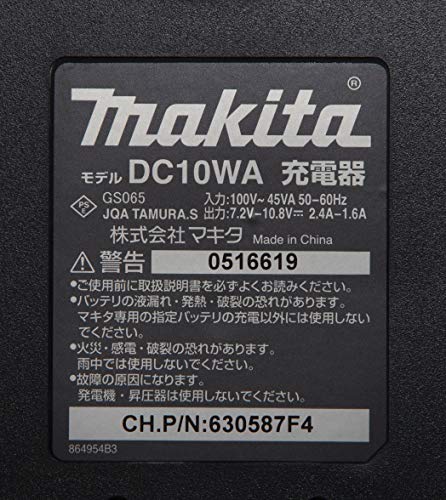 makita®
モデル DC10WA 充電器
PS E GS065 入力:100V~ 45VA 50-60Hz
JQA TAMURA.S 出力:7.2V-10.8V⎓ 2.4A-1.6A
株式会社 マキタ Made in China
⚠警告 0516619
●ご使用前に取扱説明書を必ずよくお読みください。
●バッテリの液漏れ・発熱・破裂の恐れがあります。
マキタ専用の指定バッテリの充電以外には使用しない
でください。
●火災・感電・破裂の恐れがあります。
雨中では使用しないでください。
●故障の原因になります。
発電機・昇圧器は使用しないでください。
CH.P/N:630587F4
864954B3